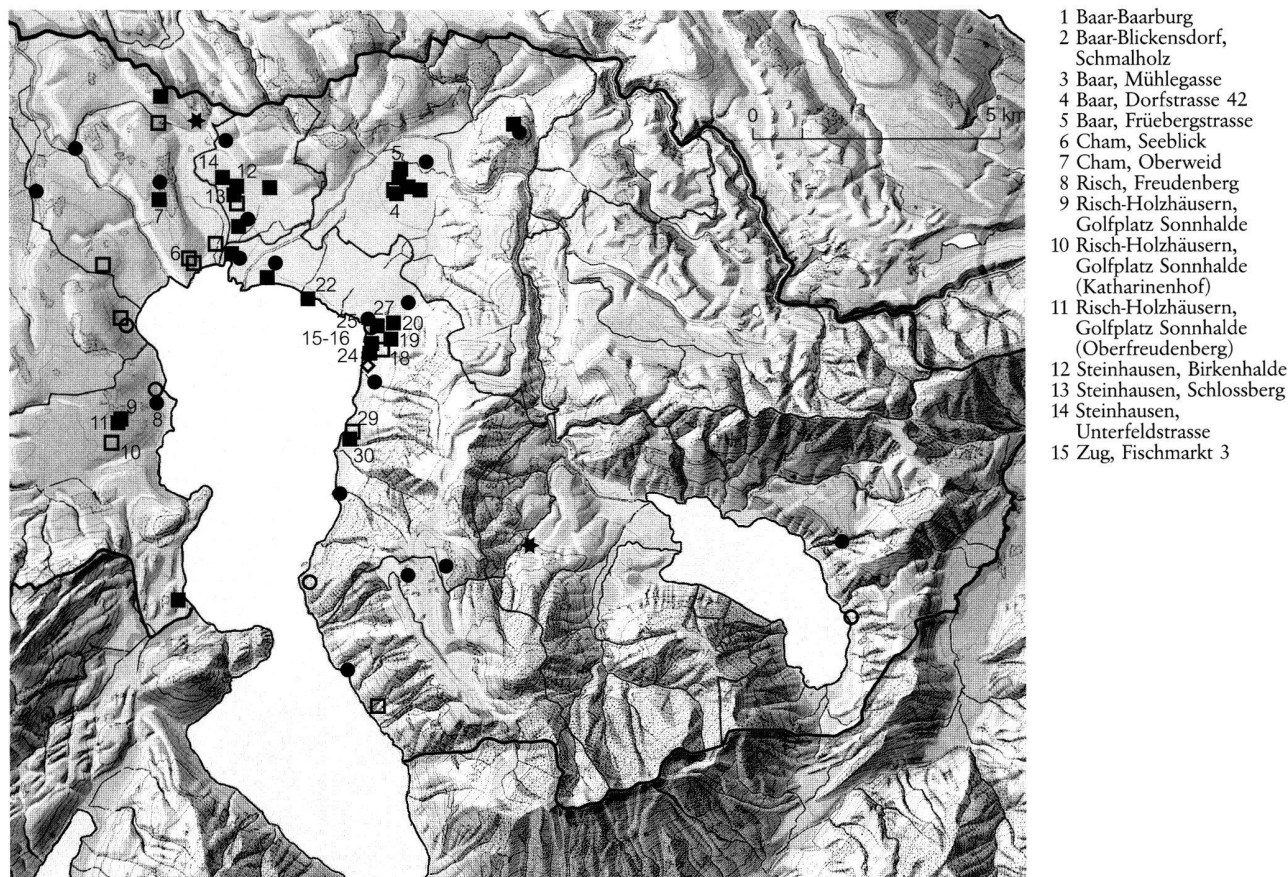 1 Baar-Baarburg
2 Baar-Blickensdorf,
Schmalholz
3 Baar, Mühlegasse
4 Baar, Dorfstrasse 42
5 Baar, Früebergstrasse
6 Cham, Seeblick
7 Cham, Oberweid
8 Risch, Freudenberg
9 Risch-Holzhäusern,
Golfplatz Sonnhalde
10 Risch-Holzhäusern,
Golfplatz Sonnhalde
(Katharinenhof)
11 Risch-Holzhäusern,
Golfplatz Sonnhalde
(Oberfreudenberg)
12 Steinhausen, Birkenhalde
13 Steinhausen, Schlossberg
14 Steinhausen,
Unterfeldstrasse
15 Zug, Fischmarkt 3
0 5 km
5
14 12
13
7
4
6
22
27
25 20
15-16 19
24 18
9
11 8
10
29
30